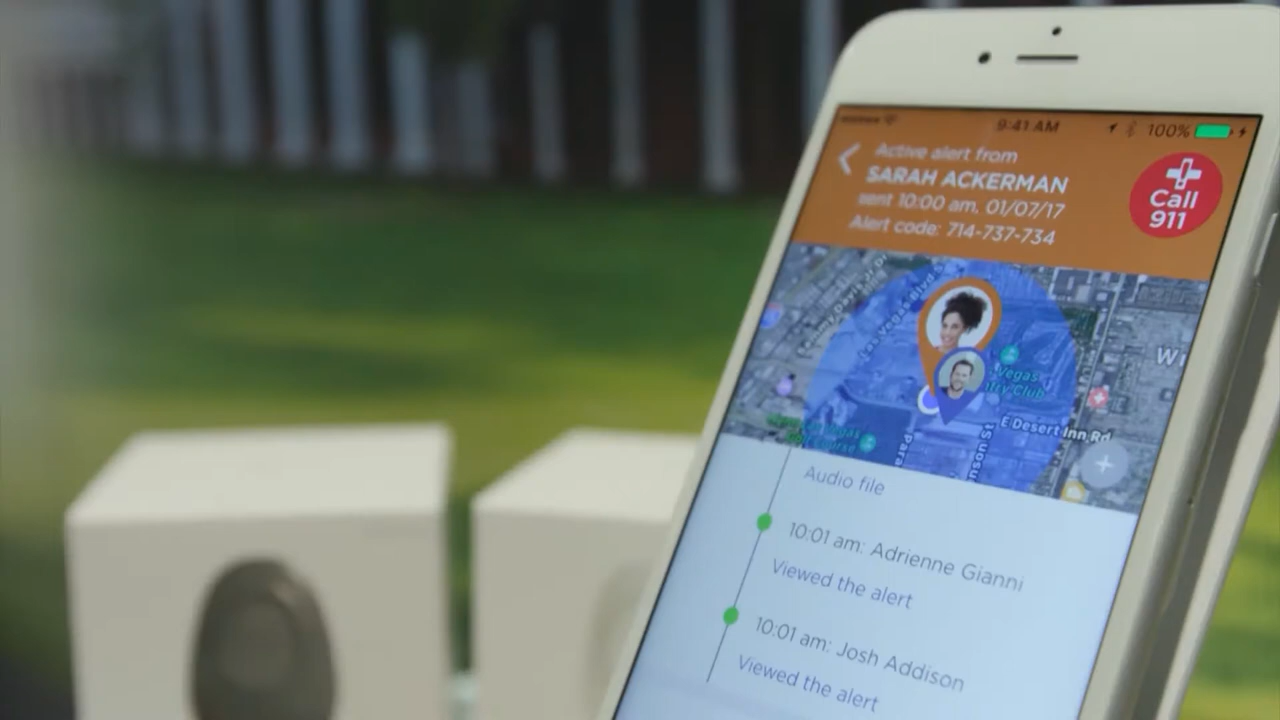 9:41 AM
100%
Active alert from
SARAH ACKERMAN
sent 10:00 am, 01/07/17
Alert code: 714-737-734
Call
911
Las Vegas Blvd S
Vegas
Club
E Desert Inn Rd
Audio file
10:01 am: Adrienne Gianni
Viewed the alert
10:01 am: Josh Addison
Viewed the alert